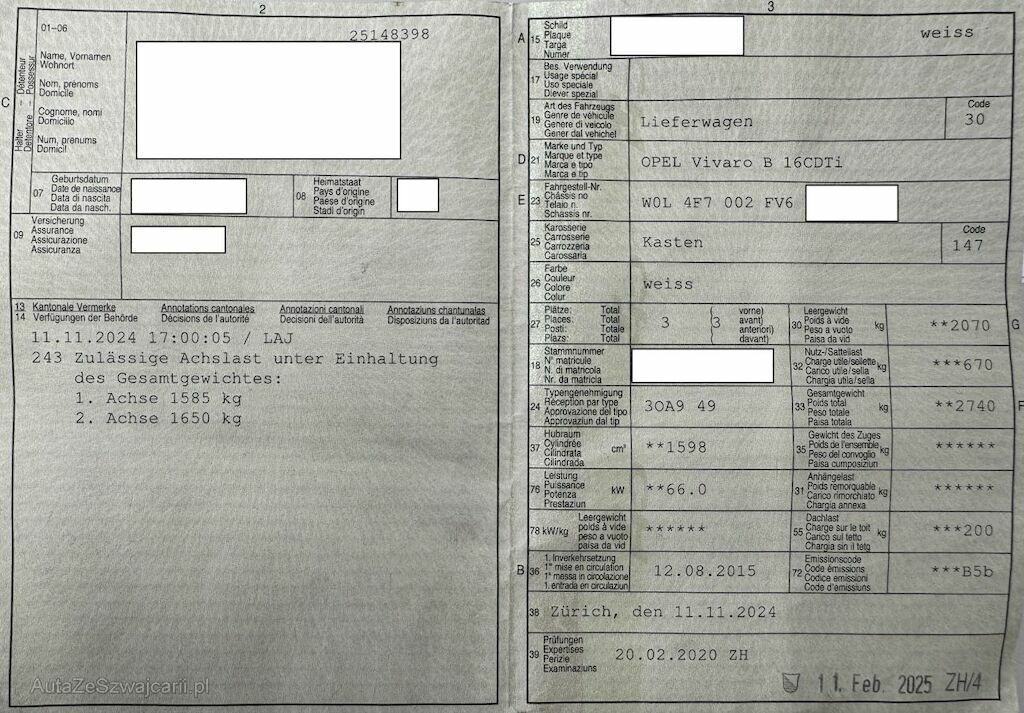 2
01–06
25148398
C
Halter – Détenteur
Detentore – Possessur
Name, Vornamen
Wohnort
Nom, prénoms
Domicile
Cognome, nomi
Domicilio
Num, prenums
Domicil
07
Geburtsdatum
Date de naissance
Data di nascita
Data da nasch.
08
Heimatstaat
Pays d'origine
Paese d'origine
Stadi d'origin
09
Versicherung
Assurance
Assicurazione
Assicuranza
13 Kantonale Vermerke Annotations cantonales Annotazioni cantonali Annotaziuns chantunalas
14 Verfügungen der Behörde Décisions de l'autorité Decisioni dell'autorità Disposiziuns da l'autoritad
11.11.2024 17:00:05 / LAJ
243 Zulässige Achslast unter Einhaltung
des Gesamtgewichtes:
1. Achse 1585 kg
2. Achse 1650 kg
AutaZeSzwajcarii.pl
3
A 15
Schild
Plaque
Targa
Numer
weiss
17
Bes. Verwendung
Usage spécial
Uso speciale
Diever spezial
19
Art des Fahrzeugs
Genre de véhicule
Genere di veicolo
Gener dal vehichel
Lieferwagen
Code
30
D 21
Marke und Typ
Marque et type
Marca e tipo
Marca e tip
OPEL Vivaro B 16CDTi
E 23
Fahrgestell-Nr.
Châssis no
Telaio n.
Schassis nr.
W0L 4F7 002 FV6
25
Karosserie
Carrosserie
Carrozzeria
Carossaria
Kasten
Code
147
26
Farbe
Couleur
Colore
Colur
weiss
27
Plätze: Total
Places: Total
Posti: Totale
Plazs: Total
3
(3
vorne)
( avant)
( anteriori)
( davant)
30
Leergewicht
Poids à vide
Peso a vuoto
Paisa da vid
kg
**2070
G
18
Stammnummer
N° matricule
N. di matricola
Nr. da matricla
32
Nutz-/Sattellast
Charge utile/sellette
Carico utile/sella
Chargia utila/sella
kg
***670
24
Typengenehmigung
Réception par type
Approvazione del tipo
Approvaziun dal tip
3OA9 49
33
Gesamtgewicht
Poids total
Peso totale
Paisa totala
kg
**2740
F
37
Hubraum
Cylindrée
Cilindrata
Cilindrada
cm³
**1598
35
Gewicht des Zuges
Poids de l'ensemble
Peso del convoglio
Paisa cumposiziun
kg
******
76
Leistung
Puissance
Potenza
Prestaziun
kW
**66.0
31
Anhängelast
Poids remorquable
Carico rimorchiato
Chargia annexa
kg
******
78 kW/kg
Leergewicht
poids à vide
peso a vuoto
paisa da vid
******
55
Dachlast
Charge sur le toit
Carico sul tetto
Chargia sin il tetg
kg
***200
B 36
1. Inverkehrsetzung
1re mise en circulation
1a messa in circolazione
1. entrada en circulaziun
12.08.2015
72
Emissionscode
Code émissions
Codice emissioni
Code d'emissiuns
***B5b
38
Zürich, den 11.11.2024
39
Prüfungen
Expertises
Perizie
Examinaziuns
20.02.2020 ZH
11. Feb. 2025 ZH/4